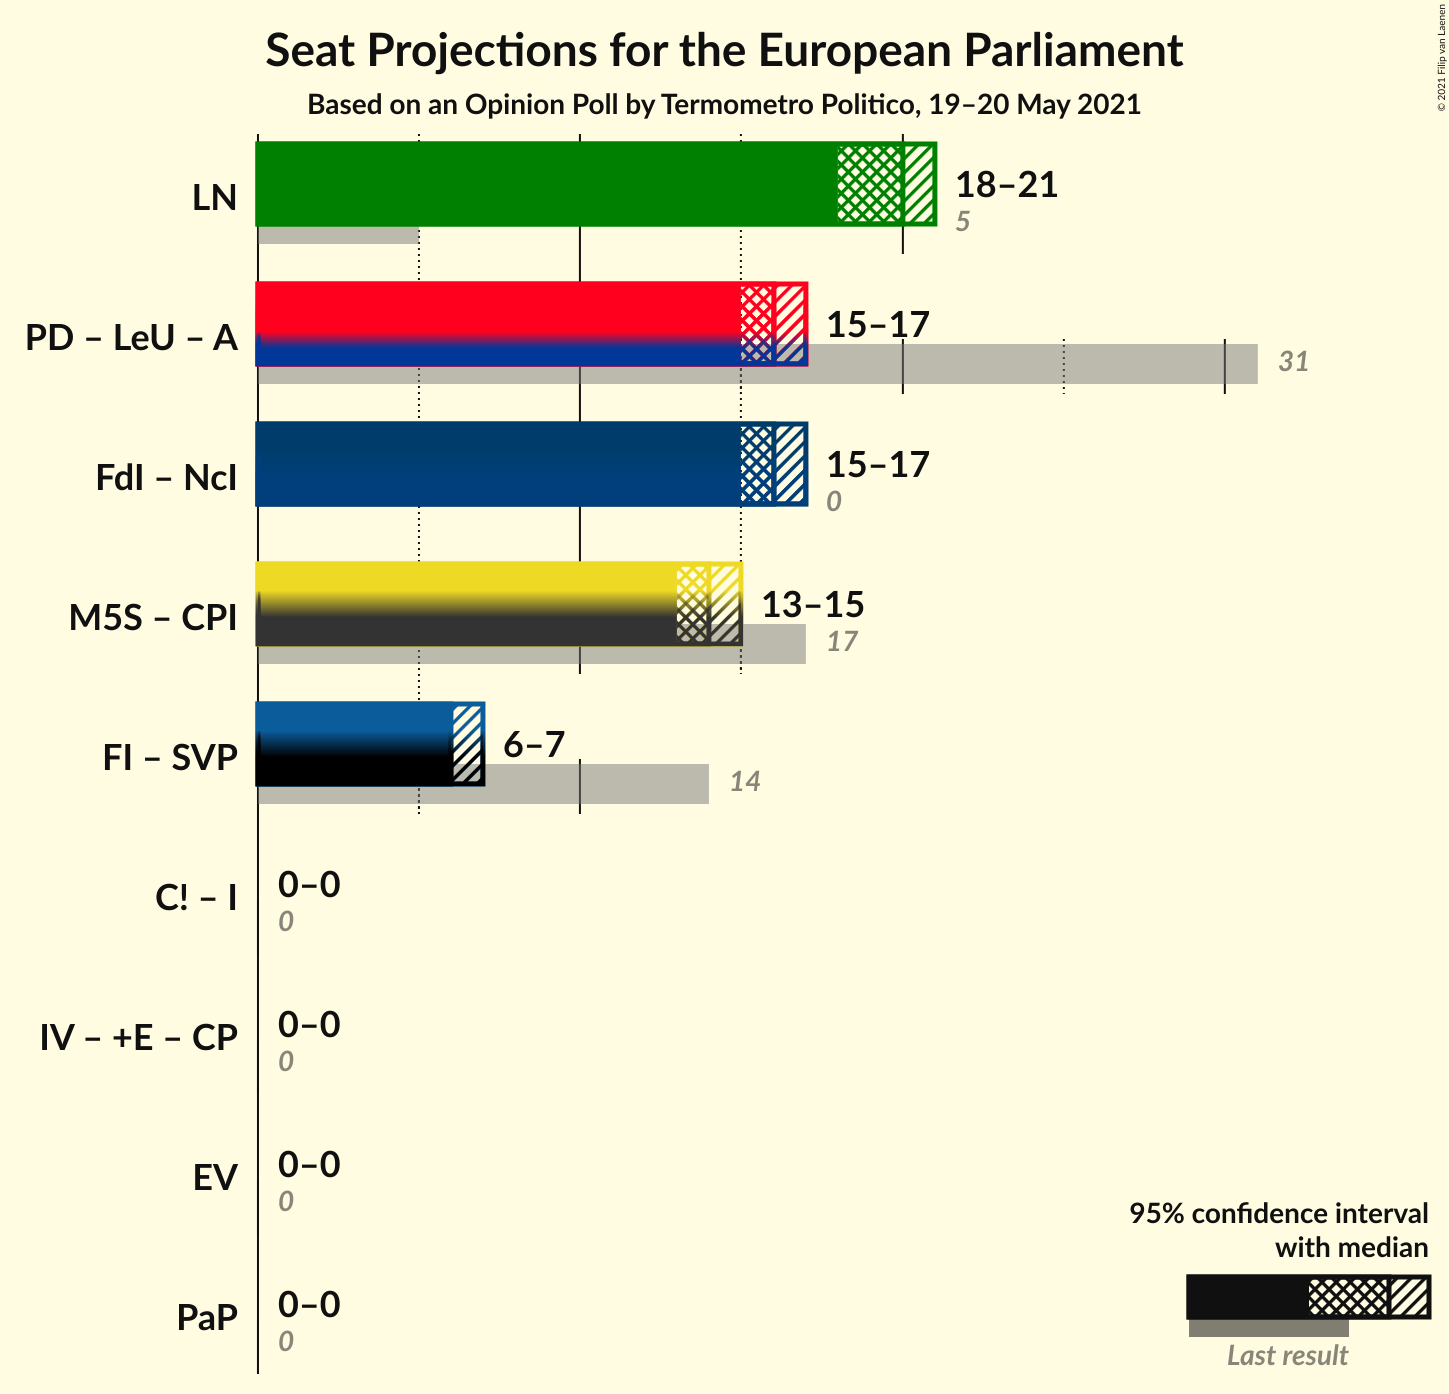 Seat Projections for the European Parliament
Based on an Opinion Poll by Termometro Politico, 19–20 May 2021
© 2021 Filip van Laenen
LN
18–21
5
PD – LeU – A
15–17
31
FdI – NcI
15–17
0
M5S – CPI
13–15
17
FI – SVP
6–7
14
C! – I
0–0
0
IV – +E – CP
0–0
0
EV
0–0
0
PaP
0–0
0
95% confidence interval
with median
Last result